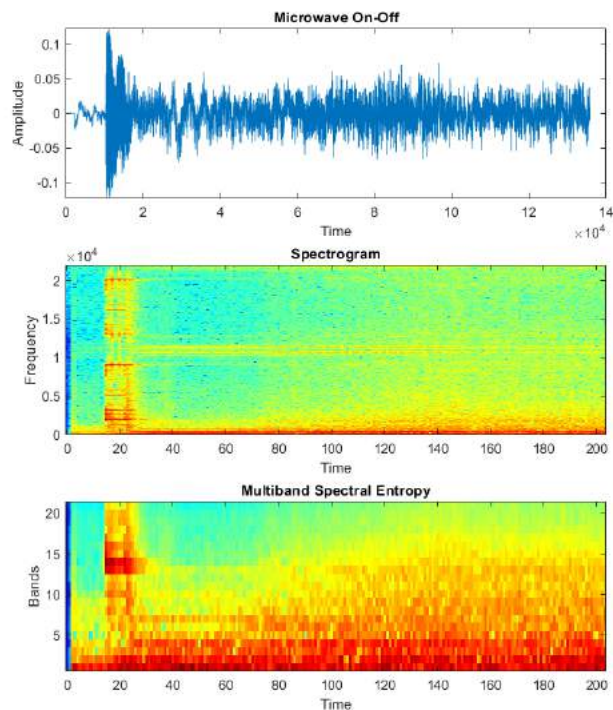 Microwave On-Off
0.1
0.05
0
-0.05
-0.1
Amplitude
0 2 4 6 8 10 12 14
Time
×10⁴
Spectrogram
×10⁴
2
1.5
1
0.5
0
Frequency
0 20 40 60 80 100 120 140 160 180 200
Time
Multiband Spectral Entropy
20
15
10
5
Bands
0 20 40 60 80 100 120 140 160 180 200
Time